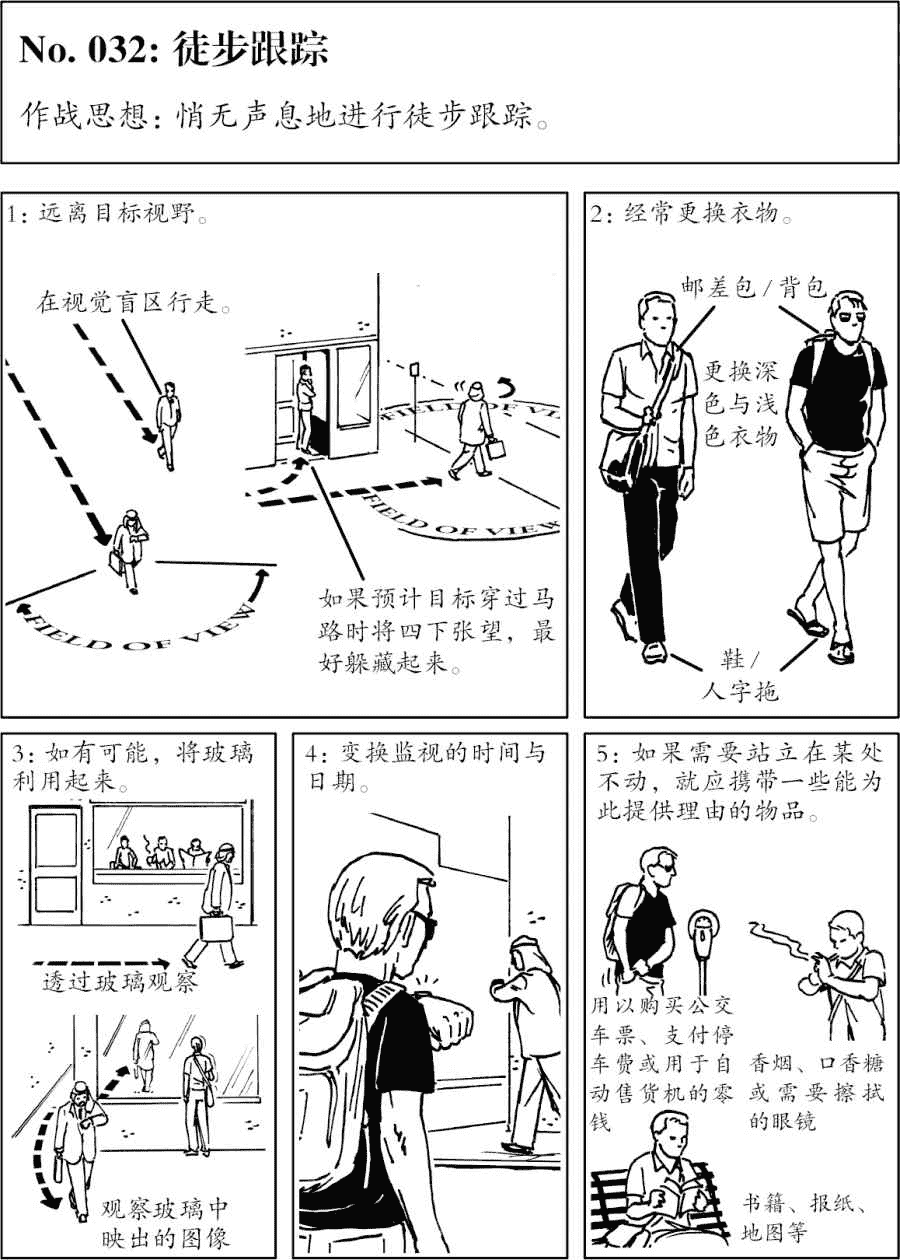 No. 032: 徒步跟踪
作战思想: 悄无声息地进行徒步跟踪。
1: 远离目标视野。
在视觉盲区行走。
FIELD OF VI
FIELD OF VIEW
FIELD OF VIEW
如果预计目标穿过马
路时将四下张望，最
好躲藏起来。
2: 经常更换衣物。
邮差包/背包
更换深
色与浅
色衣物
鞋/
人字拖
3: 如有可能，将玻璃
利用起来。
透过玻璃观察
观察玻璃中
映出的图像
4: 变换监视的时间与
日期。
5: 如果需要站立在某处
不动，就应携带一些能为
此提供理由的物品。
用以购买公交
车票、支付停
车费或用于自
动售货机的零
钱
香烟、口香糖
或需要擦拭
的眼镜
书籍、报纸、
地图等